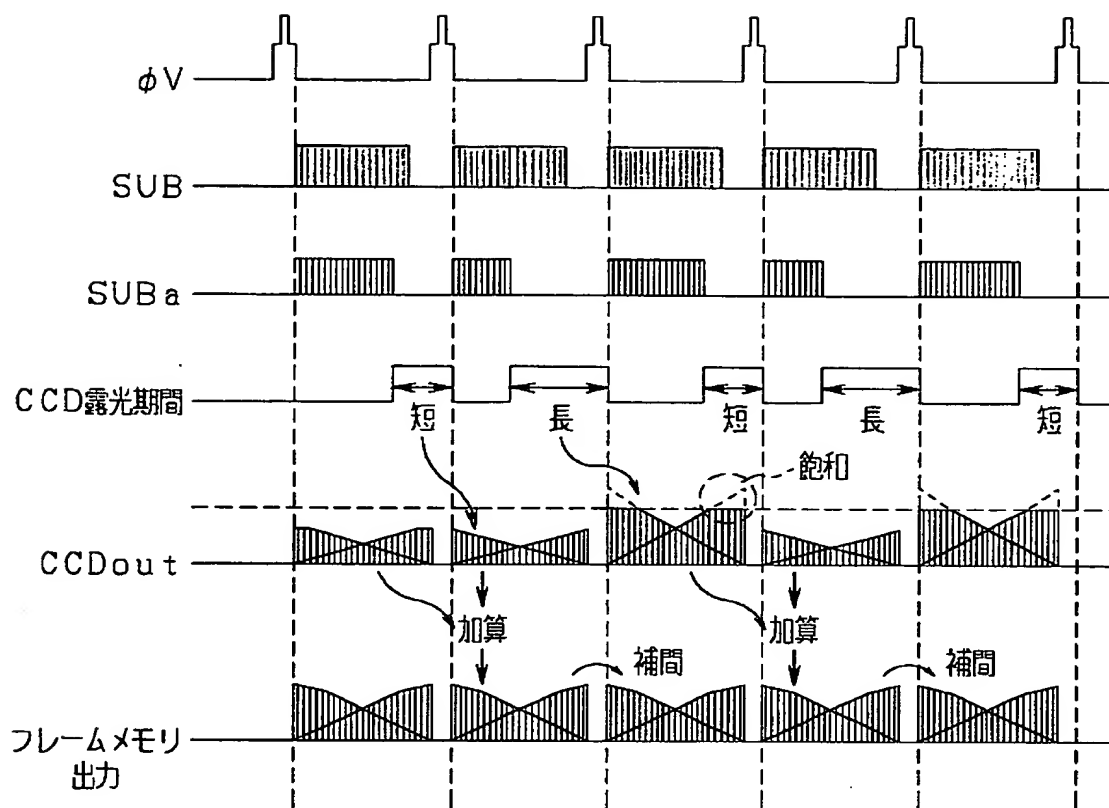 φV
SUB
SUBa
CCD露光期間
短
長
短
長
短
飽和
CCDout
加算
加算
補間
補間
フレームメモリ
出力